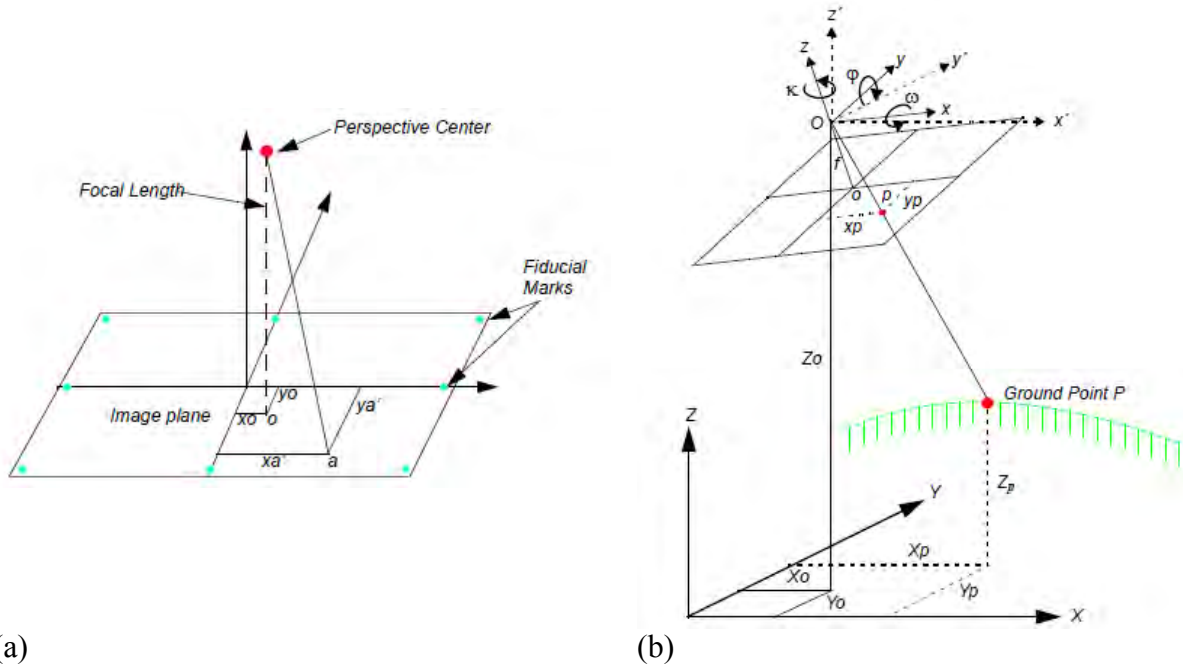 Perspective Center
Focal Length
Fiducial
Marks
Image plane
xo
o
yo
ya´
xa´
a
(a)
z´
z
y
y´
κ
φ
ω
x
x´
O
f
o
p
yp
xp
Zo
Ground Point P
Z
Zp
Y
Xp
Xo
Yo
Yp
X
(b)